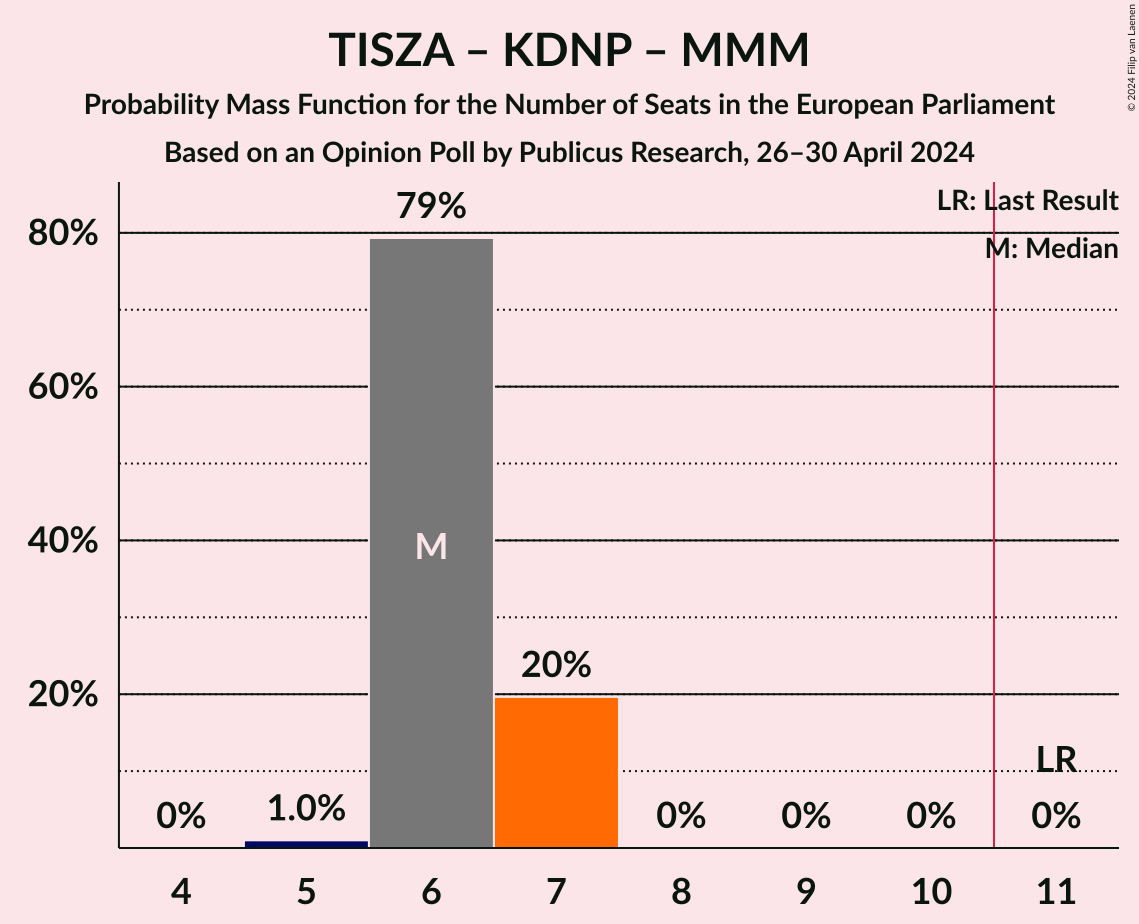 TISZA – KDNP – MMM
Probability Mass Function for the Number of Seats in the European Parliament
Based on an Opinion Poll by Publicus Research, 26–30 April 2024
© 2024 Filip van Laenen
LR: Last Result
M: Median
79%
80%
60%
40%
M
20%
20%
LR
0%
1.0%
0%
0%
0%
0%
4
5
6
7
8
9
10
11